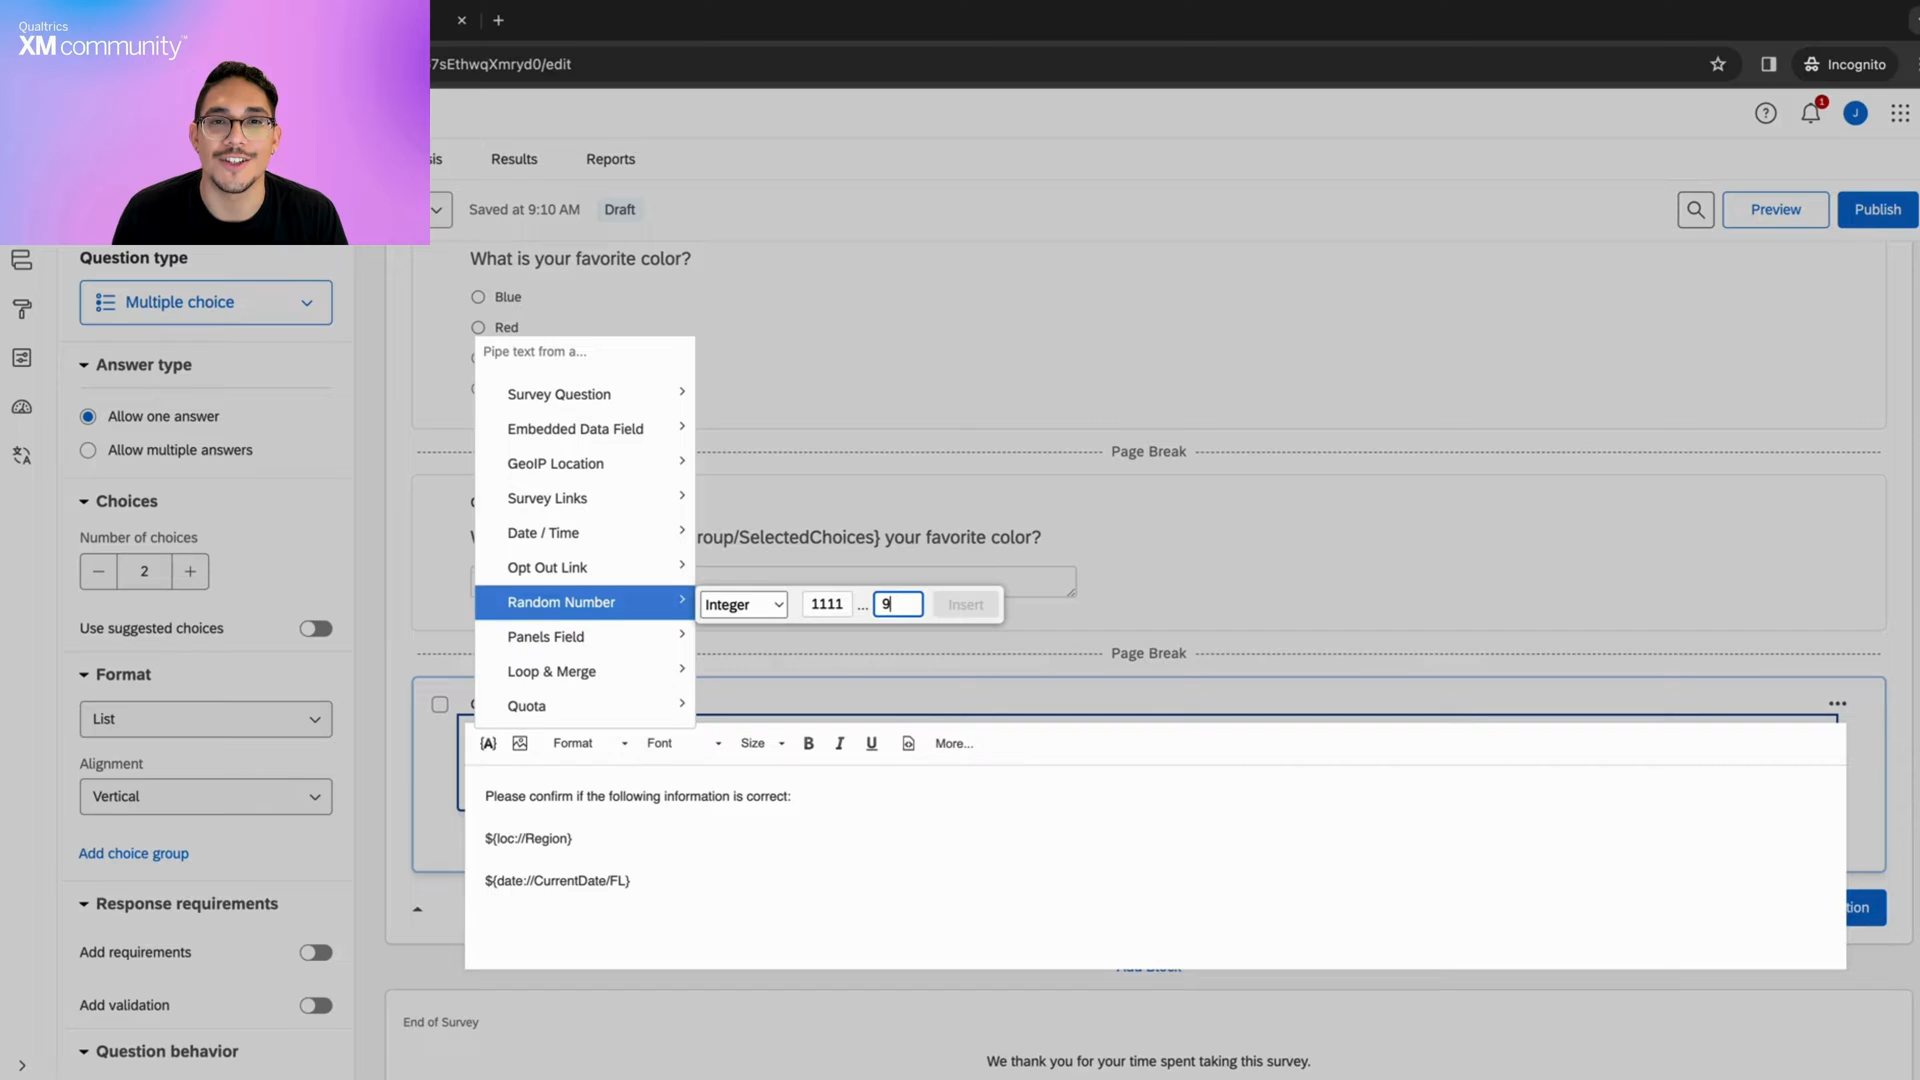 Qualtrics
XM community™
7sEthwqXmryd0/edit
Incognito
1
J
sis
Results
Reports
Saved at 9:10 AM
Draft
Preview
Publish
Question type
Multiple choice
Answer type
Allow one answer
Allow multiple answers
Choices
Number of choices
2
Use suggested choices
Format
List
Alignment
Vertical
Add choice group
Response requirements
Add requirements
Add validation
Question behavior
What is your favorite color?
Blue
Red
Pipe text from a...
Survey Question
Embedded Data Field
GeoIP Location
Survey Links
Date / Time
Opt Out Link
Random Number
Panels Field
Loop & Merge
Quota
Integer
1111
...
9
Insert
Page Break
roup/SelectedChoices} your favorite color?
Page Break
{A}
Format
Font
Size
B
I
U
More...
Please confirm if the following information is correct:
${loc://Region}
${date://CurrentDate/FL}
tion
Add Block
End of Survey
We thank you for your time spent taking this survey.